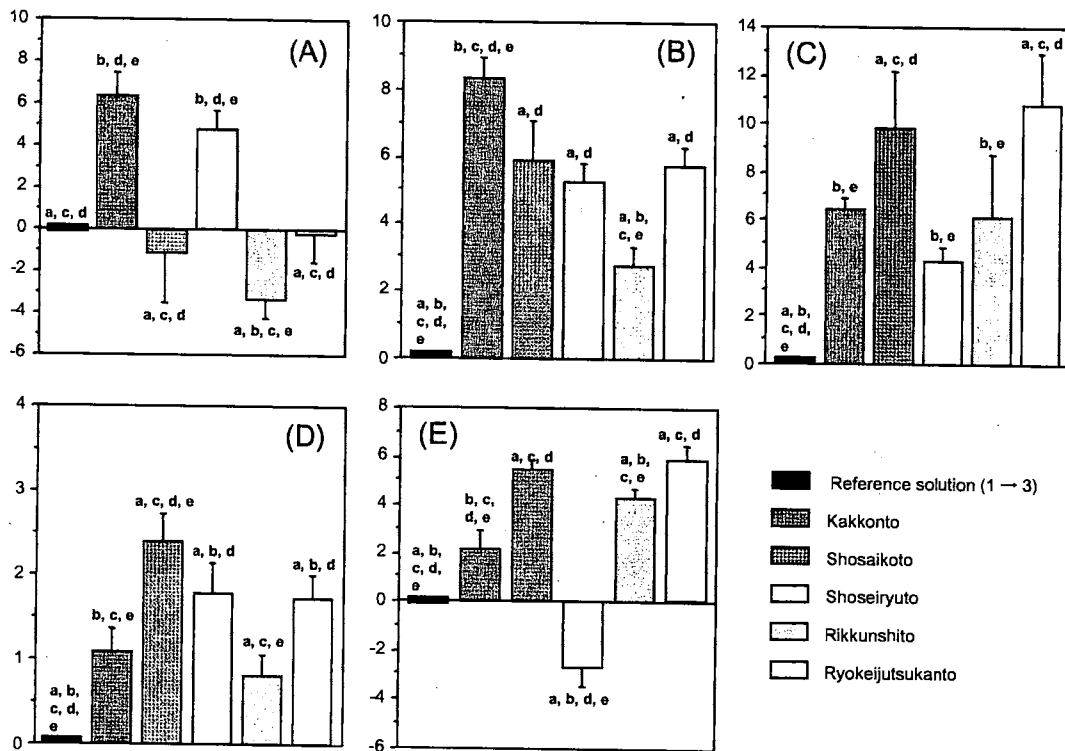 10
8
6
4
2
0
-2
-4
-6
(A)
a, c, d
b, d, e
a, c, d
b, d, e
a, b, c, e
a, c, d
10
8
6
4
2
0
(B)
a, b,
c, d,
e
b, c, d, e
a, d
a, d
a, b,
c, e
a, d
14
12
10
8
6
4
2
0
(C)
a, b,
c, d,
e
b, e
a, c, d
b, e
b, e
a, c, d
4
3
2
1
0
(D)
a, b,
c, d,
e
b, c, e
a, c, d, e
a, b, d
a, c, e
a, b, d
8
6
4
2
0
-2
-4
-6
(E)
a, b,
c, d,
e
b, c,
d, e
a, c, d
a, b, d, e
a, b,
c, e
a, c, d
Reference solution (1 → 3)
Kakkonto
Shosaikoto
Shoseiryuto
Rikkunshito
Ryokeijutsukanto